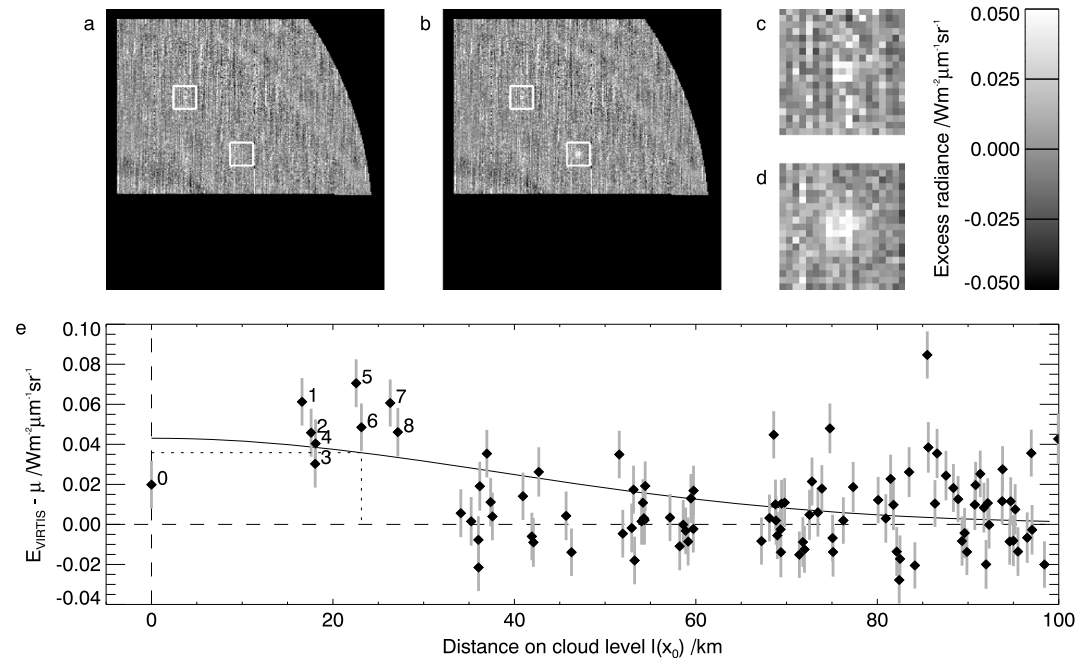 a
b
c
d
Excess radiance /Wm⁻²μm⁻¹sr⁻¹
0.050
0.025
0.000
-0.025
-0.050
e
E_VIRTIS - μ /Wm⁻²μm⁻¹sr⁻¹
0.10
0.08
0.06
0.04
0.02
0.00
-0.02
-0.04
0
1
2
3
4
5
6
7
8
0 20 40 60 80 100
Distance on cloud level l(x₀) /km